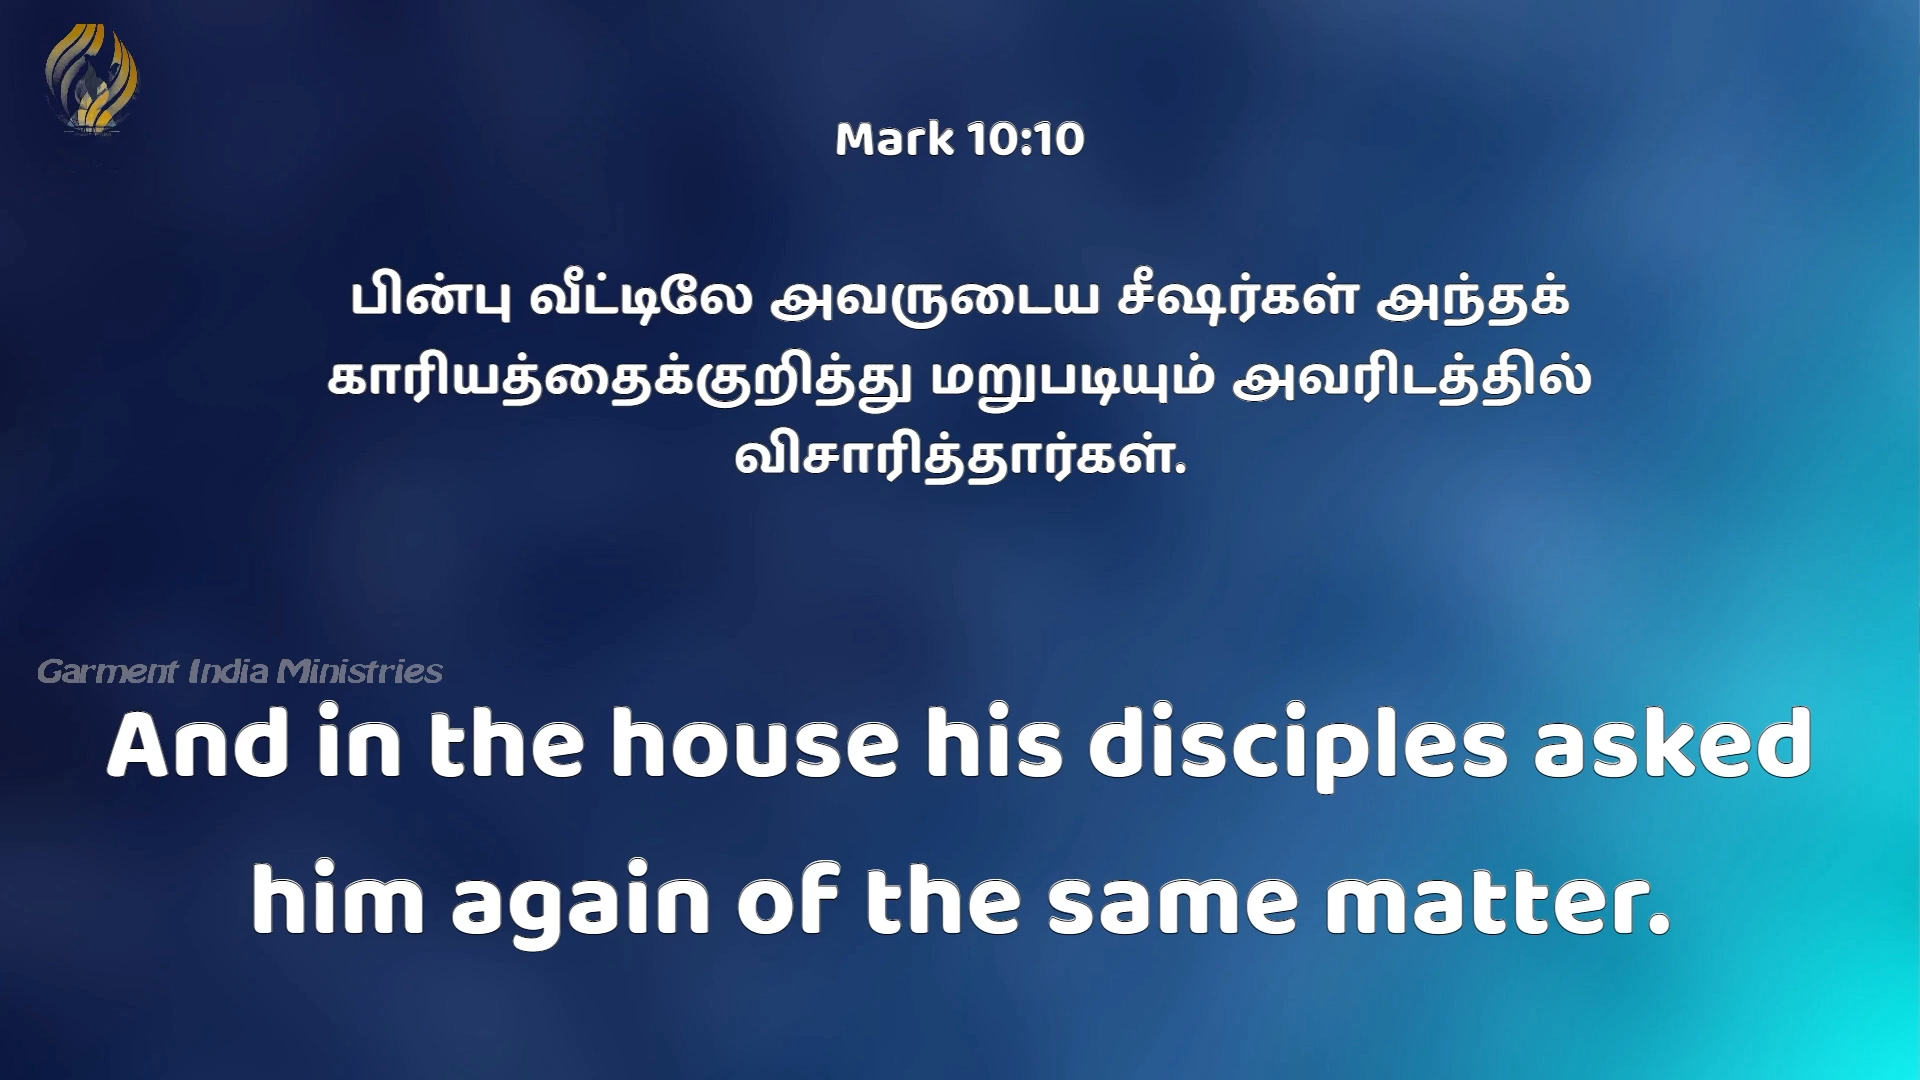 Mark 10:10
பின்பு வீட்டிலே அவருடைய சீஷர்கள் அந்தக்
காரியத்தைக்குறித்து மறுபடியும் அவரிடத்தில்
விசாரித்தார்கள்.
Garment India Ministries
And in the house his disciples asked
him again of the same matter.